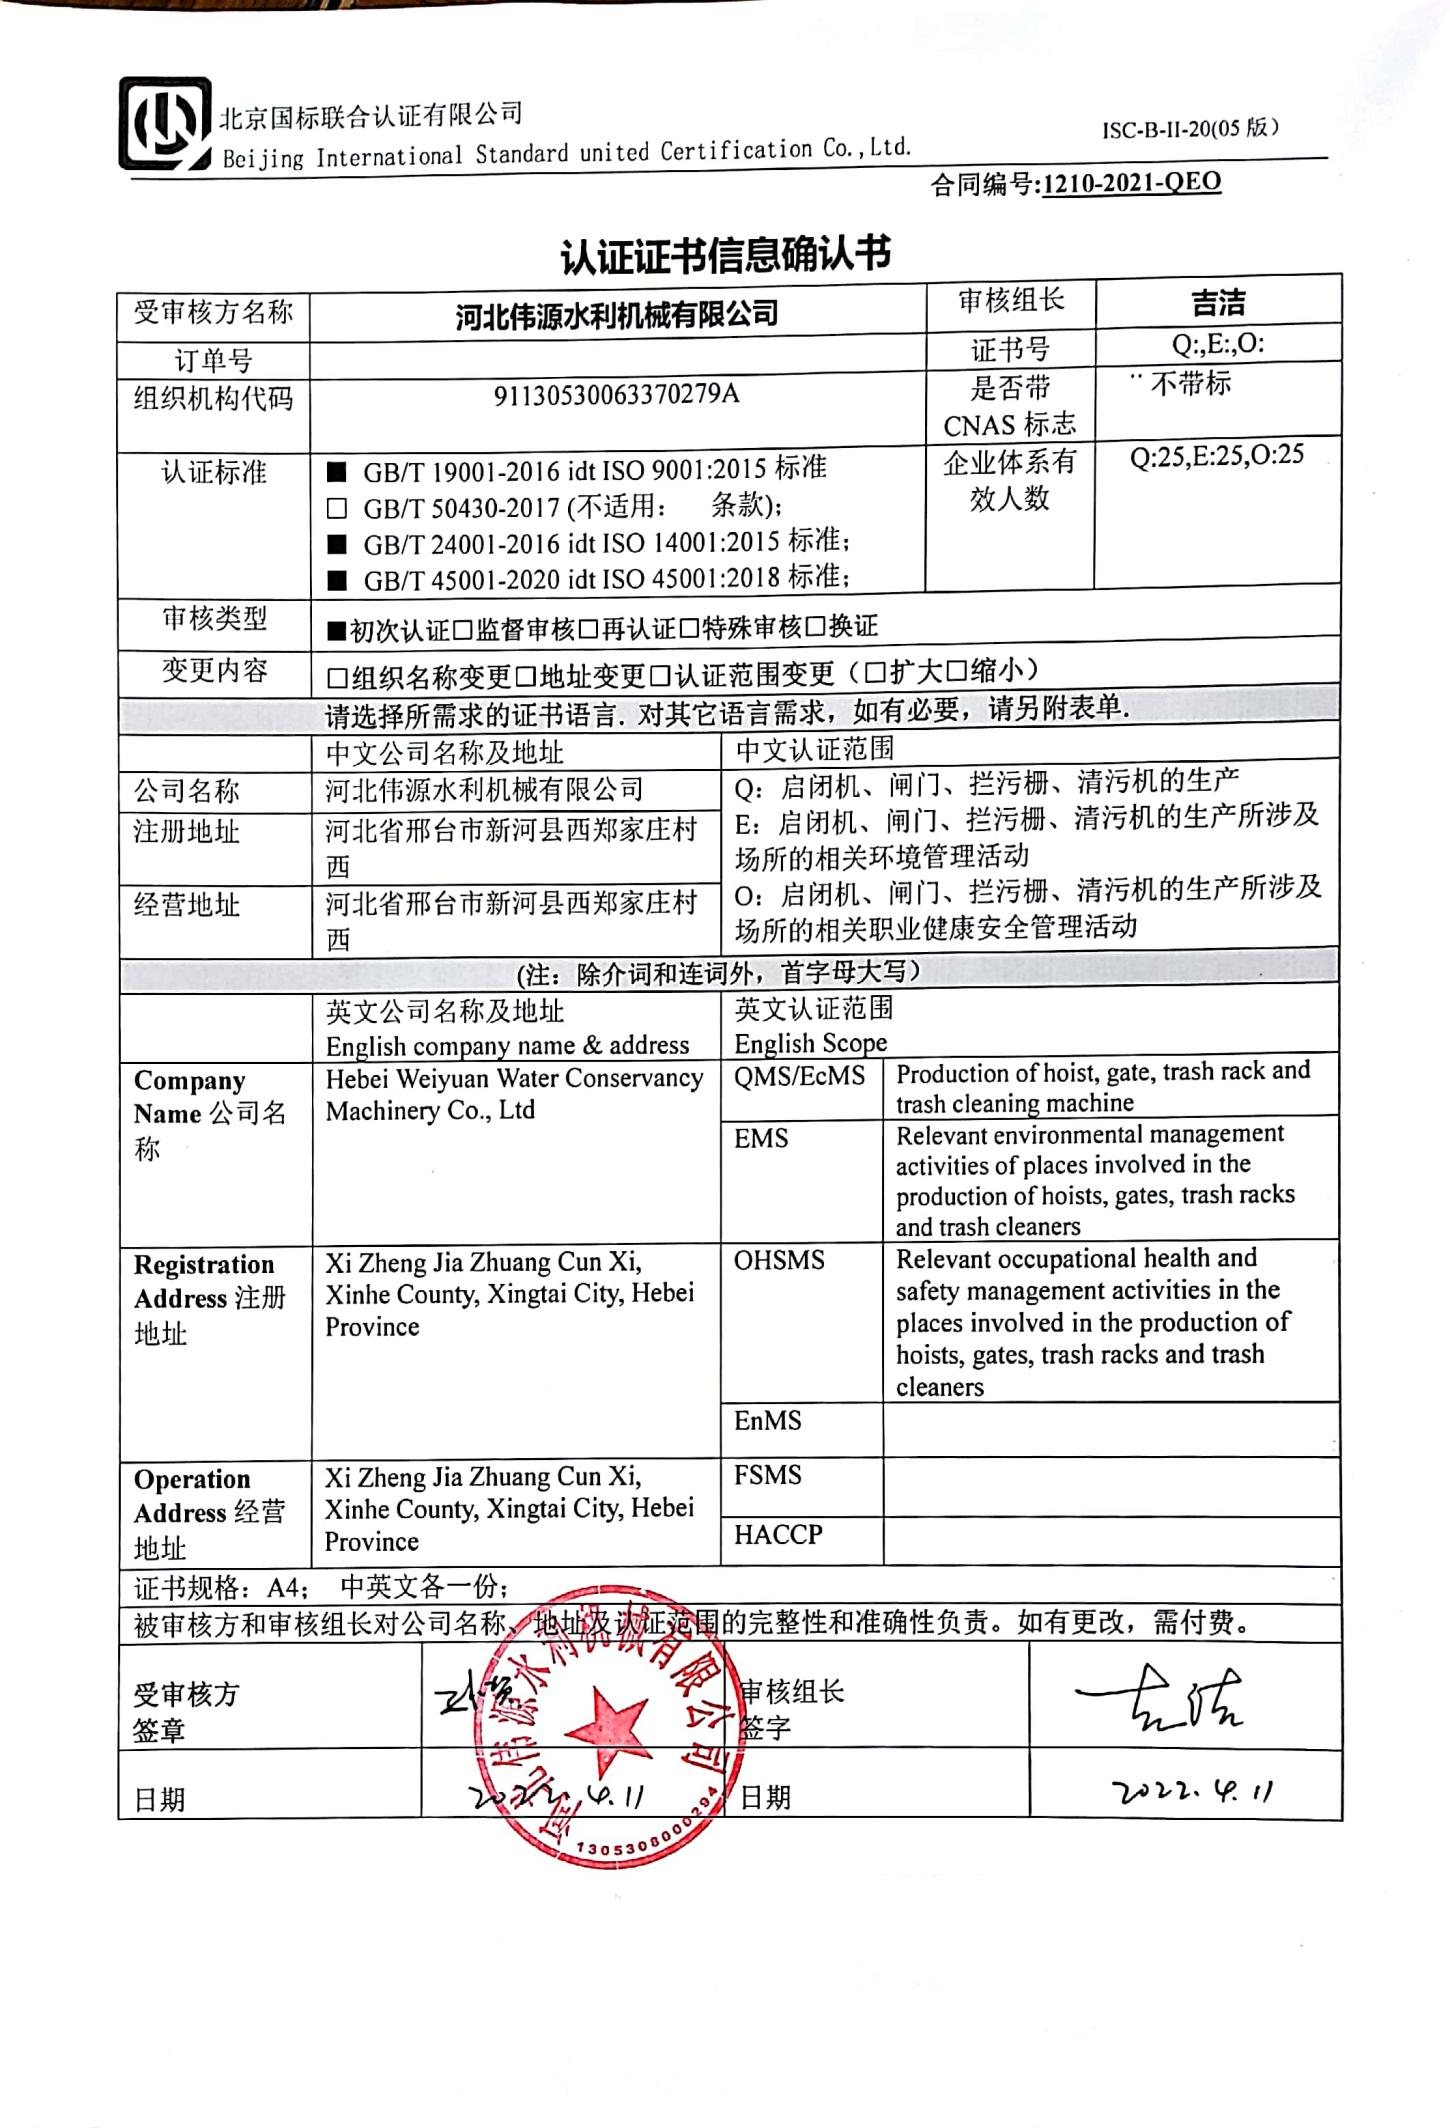 北京国标联合认证有限公司
Beijing International Standard united Certification Co.,Ltd.
ISC-B-II-20(05 版）
合同编号:1210-2021-QEO
认证证书信息确认书
受审核方名称 河北伟源水利机械有限公司 审核组长 吉洁
订单号 证书号 Q:,E:,O:
组织机构代码 91130530063370279A 是否带
CNAS 标志 ¨ 不带标
认证标准 ■ GB/T 19001-2016 idt ISO 9001:2015 标准
□ GB/T 50430-2017 (不适用： 条款);
■ GB/T 24001-2016 idt ISO 14001:2015 标准；
■ GB/T 45001-2020 idt ISO 45001:2018 标准；
企业体系有
效人数
Q:25,E:25,O:25
审核类型 ■初次认证□监督审核□再认证□特殊审核□换证
变更内容 □组织名称变更□地址变更□认证范围变更（□扩大□缩小）
请选择所需求的证书语言. 对其它语言需求，如有必要，请另附表单.
中文公司名称及地址 中文认证范围
公司名称 河北伟源水利机械有限公司
注册地址 河北省邢台市新河县西郑家庄村
西
经营地址 河北省邢台市新河县西郑家庄村
西
Q：启闭机、闸门、拦污栅、清污机的生产
E：启闭机、闸门、拦污栅、清污机的生产所涉及
场所的相关环境管理活动
O：启闭机、闸门、拦污栅、清污机的生产所涉及
场所的相关职业健康安全管理活动
(注：除介词和连词外，首字母大写）
英文公司名称及地址
English company name & address
英文认证范围
English Scope
Company
Name 公司名
称
Hebei Weiyuan Water Conservancy
Machinery Co., Ltd
QMS/EcMS Production of hoist, gate, trash rack and
trash cleaning machine
EMS Relevant environmental management
activities of places involved in the
production of hoists, gates, trash racks
and trash cleaners
Registration
Address 注册
地址
Xi Zheng Jia Zhuang Cun Xi,
Xinhe County, Xingtai City, Hebei
Province
OHSMS Relevant occupational health and
safety management activities in the
places involved in the production of
hoists, gates, trash racks and trash
cleaners
EnMS
Operation
Address 经营
地址
Xi Zheng Jia Zhuang Cun Xi,
Xinhe County, Xingtai City, Hebei
Province
FSMS
HACCP
证书规格：A4； 中英文各一份；
被审核方和审核组长对公司名称、地址及认证范围的完整性和准确性负责。如有更改，需付费。
受审核方
签章
审核组长
签字
吉洁
日期 2022.4.11 日期 2022.4.11
河北伟源水利机械有限公司
1305308000294